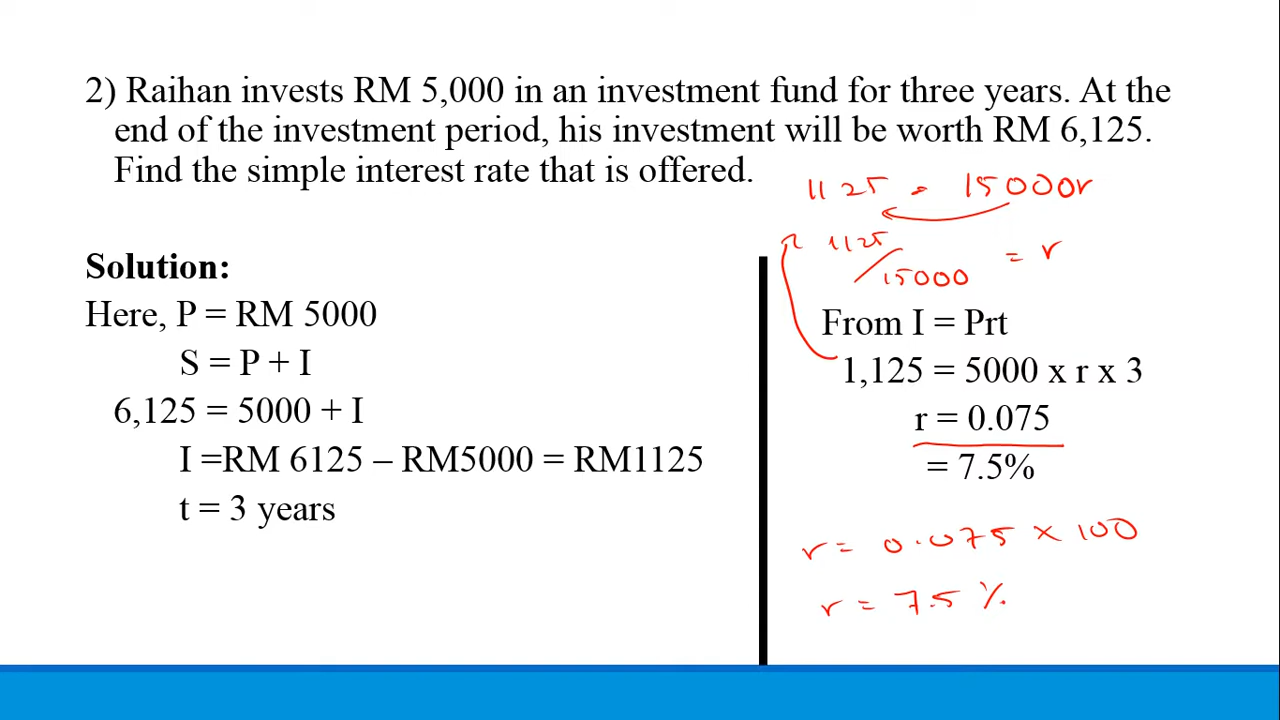 2) Raihan invests RM 5,000 in an investment fund for three years. At the
end of the investment period, his investment will be worth RM 6,125.
Find the simple interest rate that is offered.
Solution:
Here, P = RM 5000
S = P + I
6,125 = 5000 + I
I =RM 6125 – RM5000 = RM1125
t = 3 years
1125 = 15000r
1125/15000 = r
From I = Prt
1,125 = 5000 x r x 3
r = 0.075
= 7.5%
r = 0.075 × 100
r = 7.5 %